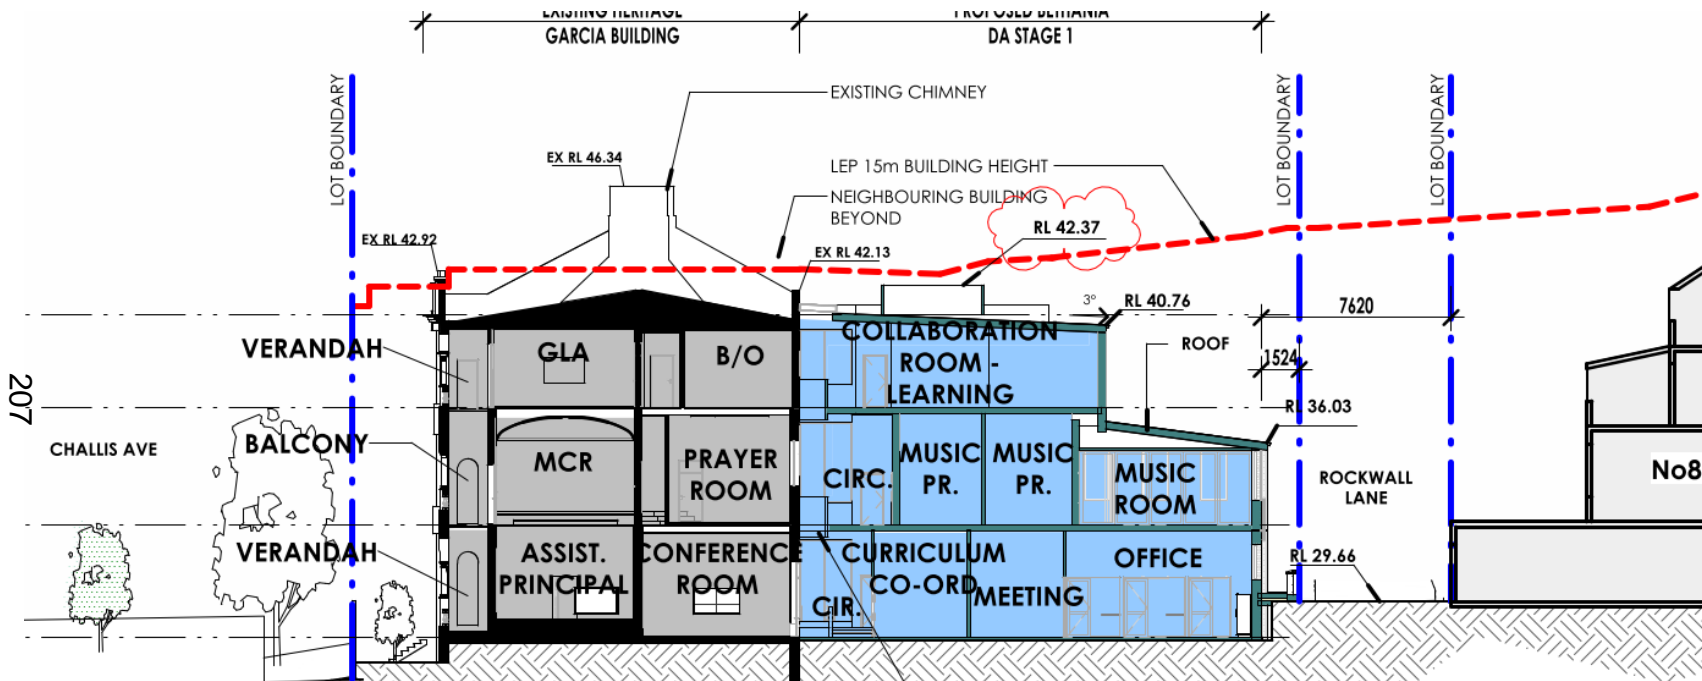 EXISTING HERITAGE
GARCIA BUILDING
PROPOSED BETHANIA
DA STAGE 1
LOT BOUNDARY
LOT BOUNDARY
LOT BOUNDARY
EXISTING CHIMNEY
EX RL 46.34
LEP 15m BUILDING HEIGHT
NEIGHBOURING BUILDING
BEYOND
RL 42.37
EX RL 42.92
EX RL 42.13
3°
RL 40.76
7620
VERANDAH
GLA
B/O
COLLABORATION
ROOM -
LEARNING
ROOF
1524
207
RL 36.03
CHALLIS AVE
BALCONY
MCR
PRAYER
ROOM
CIRC.
MUSIC
PR.
MUSIC
PR.
MUSIC
ROOM
ROCKWALL
LANE
No8
VERANDAH
ASSIST.
PRINCIPAL
CONFERENCE
ROOM
CIR.
CURRICULUM
CO-ORD
MEETING
OFFICE
RL 29.66